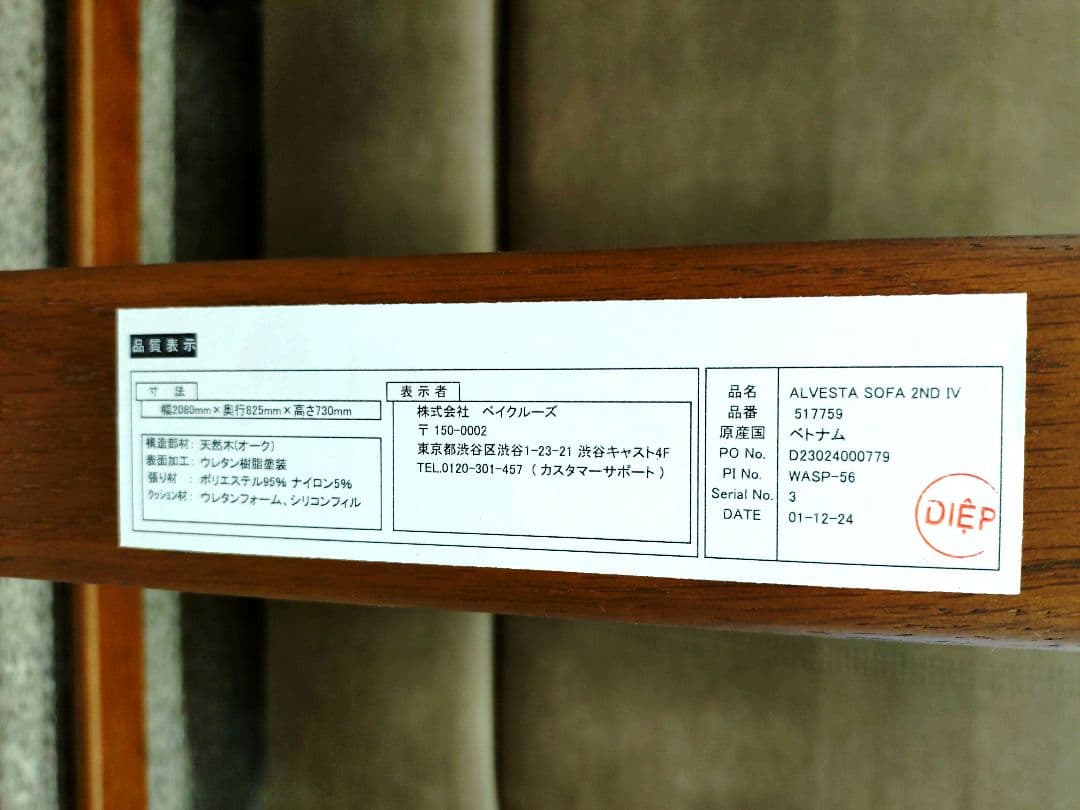 品質表示
寸 法
幅2080mm×奥行825mm×高さ730mm
構造部材: 天然木(オーク)
表面加工: ウレタン樹脂塗装
張り材 : ポリエステル95% ナイロン5%
クッション材: ウレタンフォーム、シリコンフィル
表 示 者
株式会社 ベイクルーズ
〒150-0002
東京都渋谷区渋谷1-23-21 渋谷キャスト4F
TEL.0120-301-457 (カスタマーサポート)
品名 ALVESTA SOFA 2ND IV
品番 517759
原産国 ベトナム
PO No. D23024000779
PI No. WASP-56
Serial No. 3
DATE 01-12-24
DIỆP